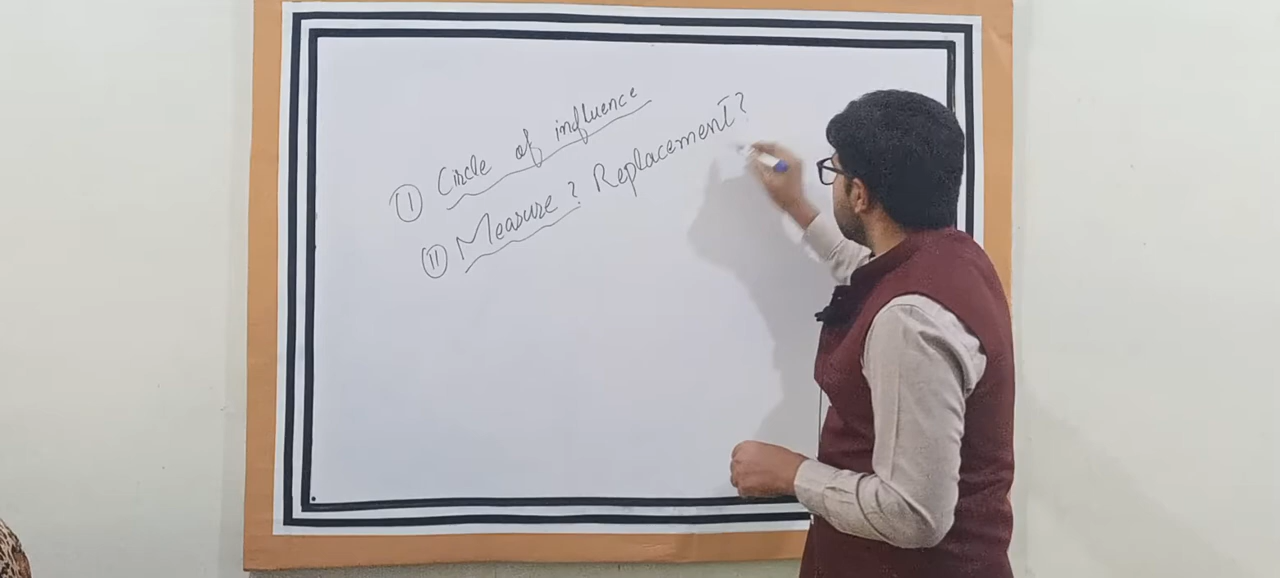 (I) Circle of influence
(II) Measure? Replacement?